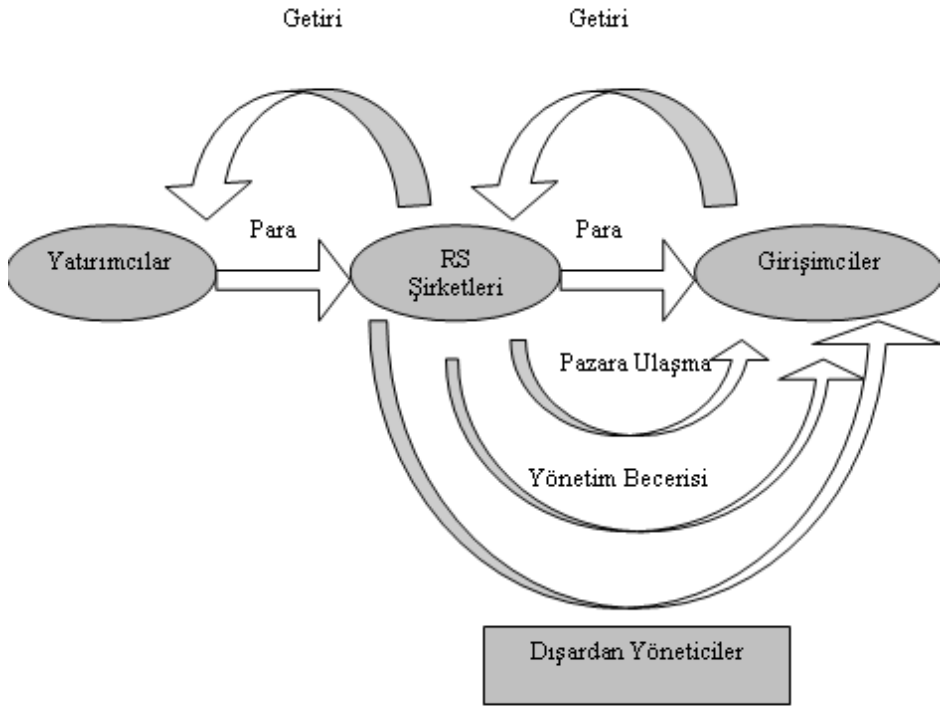 Getiri
Getiri
Para
Para
Yatırımcılar
RS
Şirketleri
Girişimciler
Pazara Ulaşma
Yönetim Becerisi
Dışardan Yöneticiler